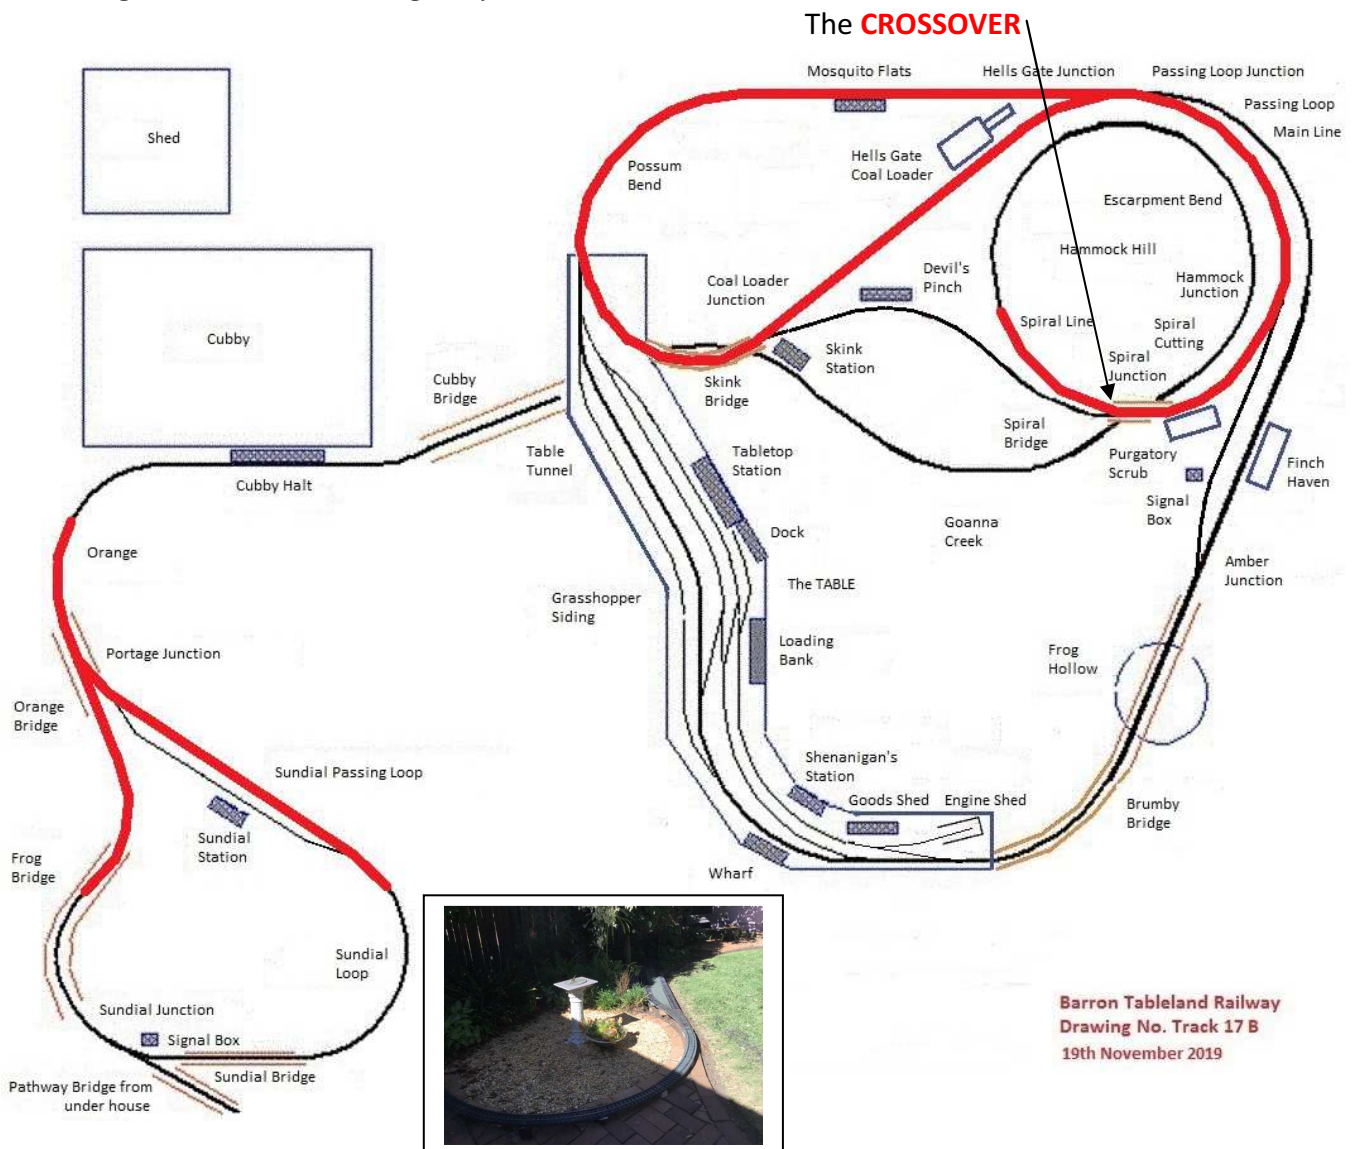 The CROSSOVER
Mosquito Flats
Hells Gate Junction
Passing Loop Junction
Passing Loop
Main Line
Shed
Possum
Bend
Hells Gate
Coal Loader
Escarpment Bend
Hammock Hill
Hammock
Junction
Coal Loader
Junction
Devil's
Pinch
Spiral Line
Spiral
Cutting
Cubby
Skink
Station
Spiral
Junction
Cubby
Bridge
Skink
Bridge
Spiral
Bridge
Purgatory
Scrub
Table
Tunnel
Tabletop
Station
Finch
Haven
Cubby Halt
Signal
Box
Orange
Dock
Goanna
Creek
Amber
Junction
Grasshopper
Siding
The TABLE
Portage Junction
Loading
Bank
Frog
Hollow
Orange
Bridge
Sundial Passing Loop
Shenanigan's
Station
Goods Shed
Engine Shed
Brumby
Bridge
Sundial
Station
Frog
Bridge
Wharf
Sundial
Loop
Sundial Junction
Signal Box
Sundial Bridge
Pathway Bridge from
under house
Barron Tableland Railway
Drawing No. Track 17 B
19th November 2019